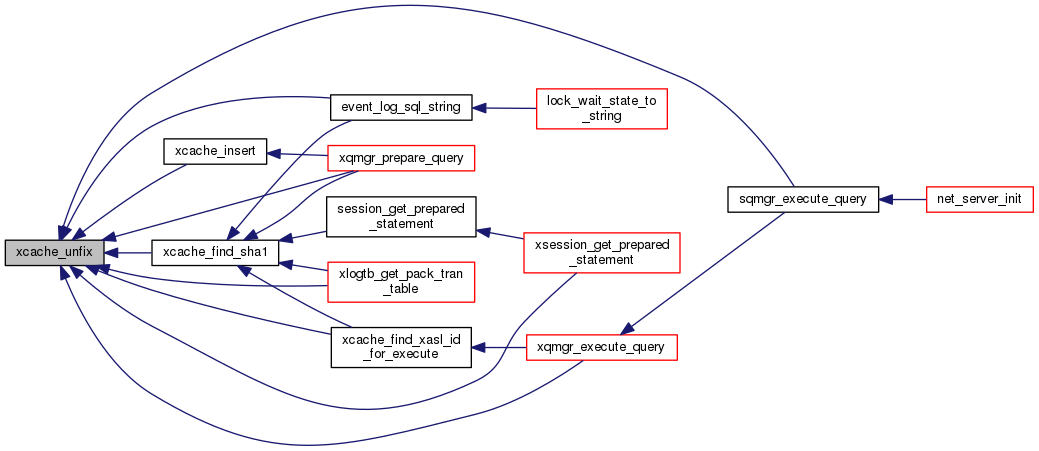 xcache_unfix
event_log_sql_string
lock_wait_state_to
_string
xcache_insert
xqmgr_prepare_query
session_get_prepared
_statement
xcache_find_sha1
xsession_get_prepared
_statement
xlogtb_get_pack_tran
_table
xcache_find_xasl_id
_for_execute
xqmgr_execute_query
sqmgr_execute_query
net_server_init